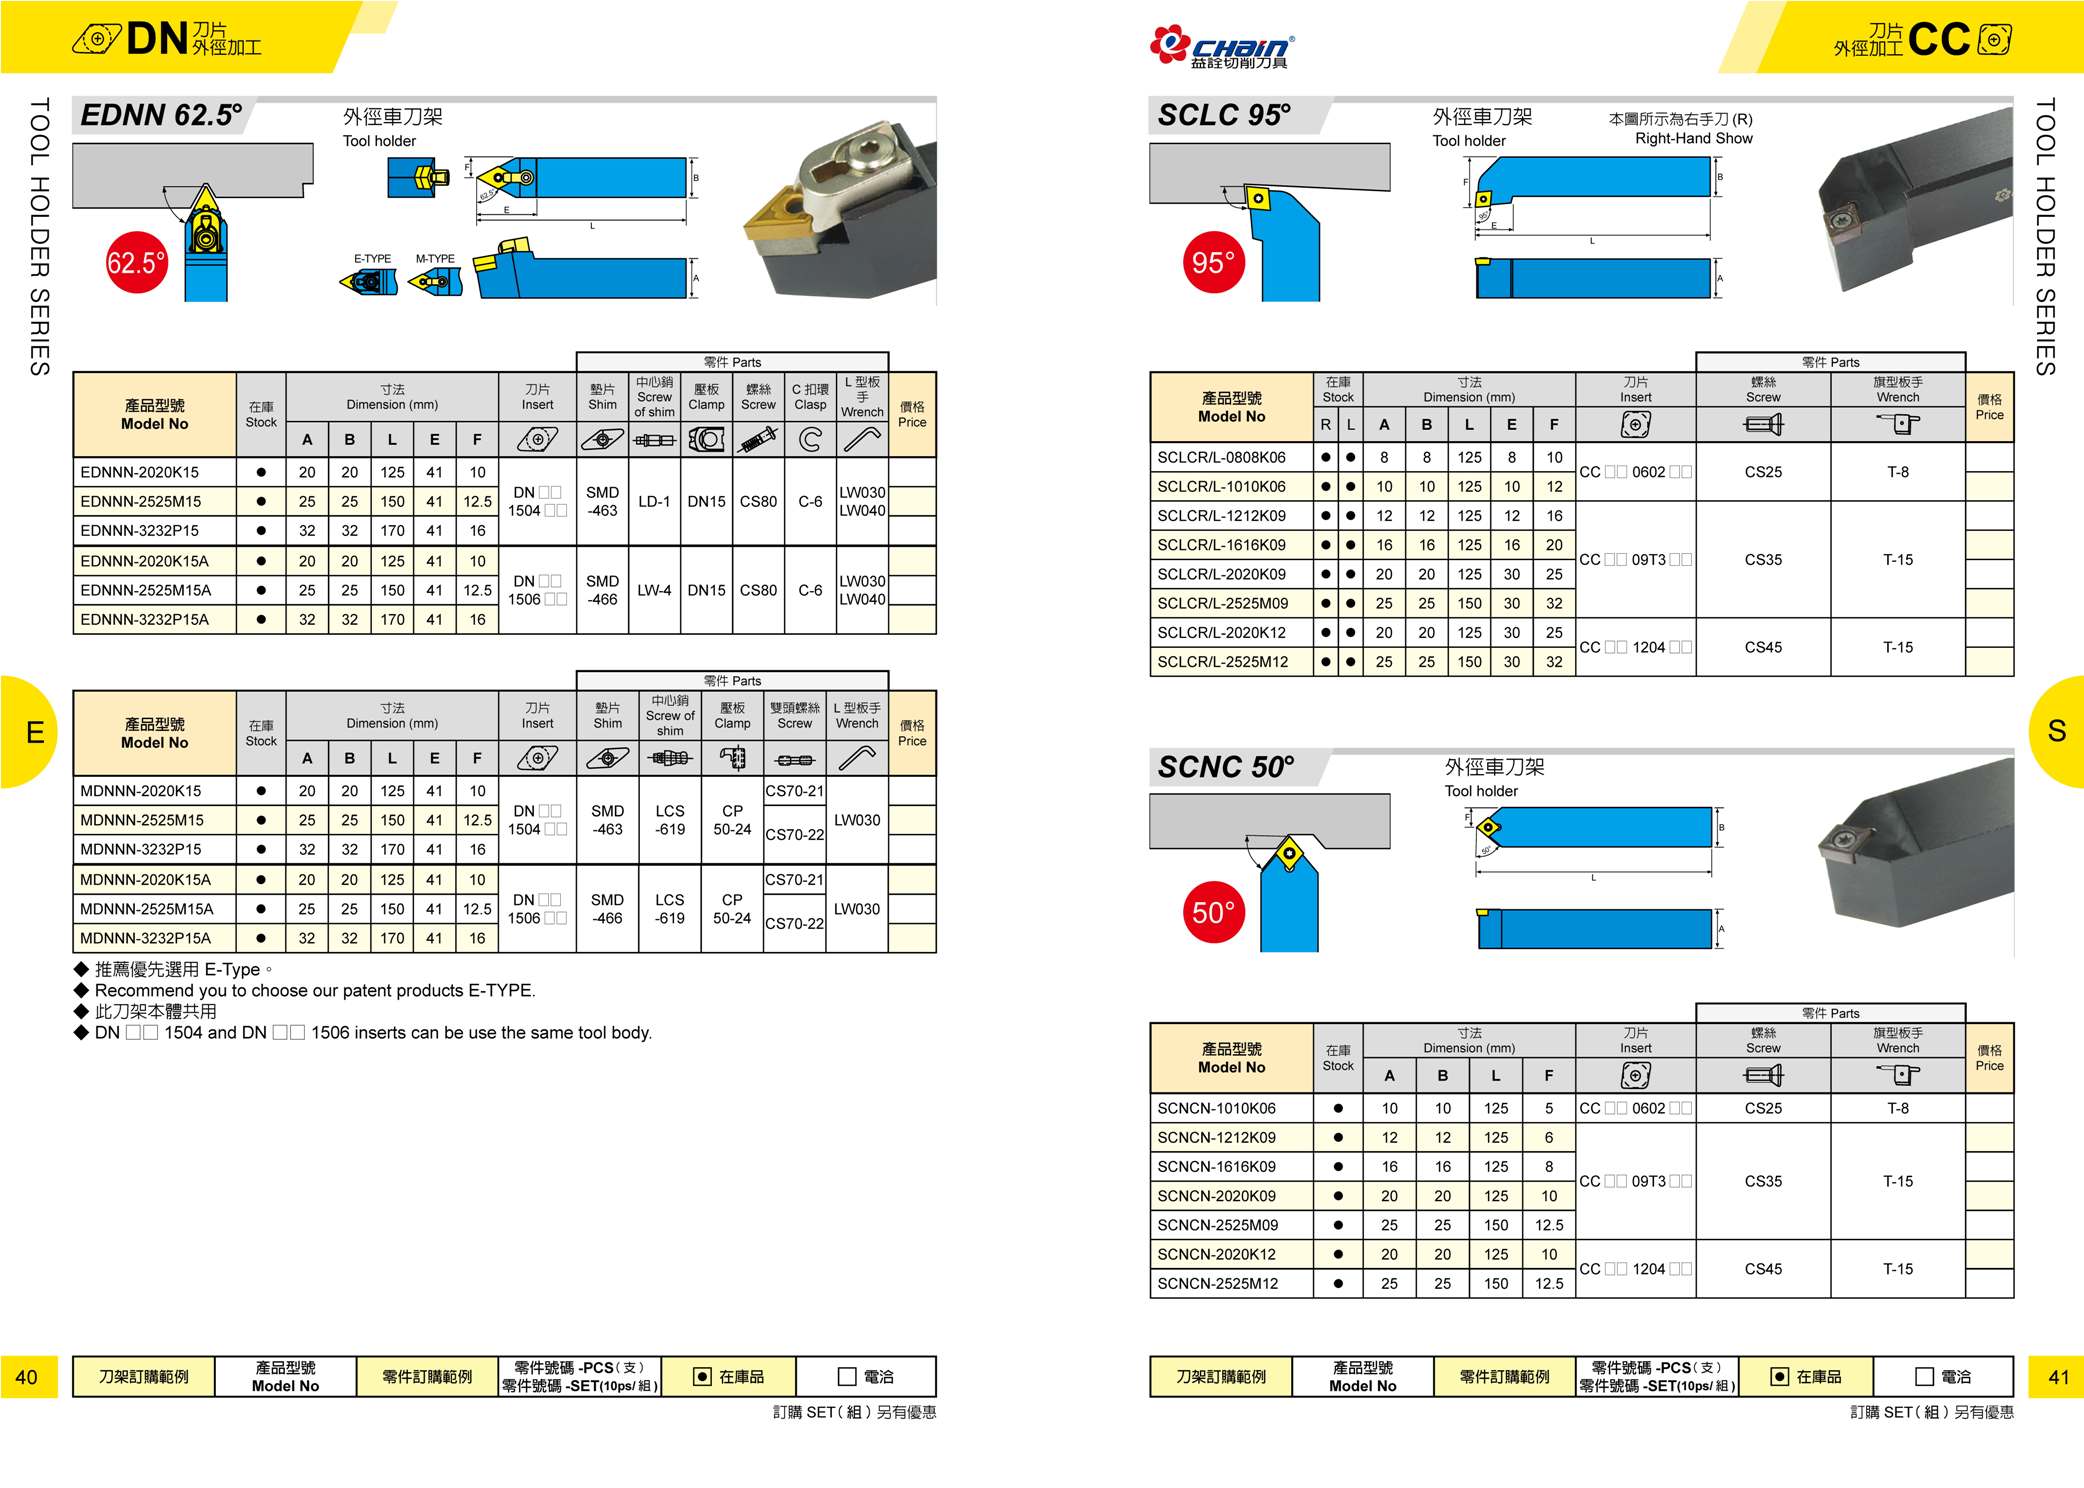 DN 刀片
外徑加工
TOOL HOLDER SERIES
EDNN 62.5°
外徑車刀架
Tool holder
62.5°
F
62.5°
E
L
B
E-TYPE M-TYPE
A
零件 Parts
產品型號 Model No 在庫 Stock 寸法 Dimension (mm) 刀片 Insert 墊片 Shim 中心銷 Screw of shim 壓板 Clamp 螺絲 Screw C 扣環 Clasp L 型板手 Wrench 價格 Price
A B L E F
EDNNN-2020K15 ● 20 20 125 41 10 DN □□ 1504 □□ SMD -463 LD-1 DN15 CS80 C-6 LW030 LW040
EDNNN-2525M15 ● 25 25 150 41 12.5
EDNNN-3232P15 ● 32 32 170 41 16
EDNNN-2020K15A ● 20 20 125 41 10 DN □□ 1506 □□ SMD -466 LW-4 DN15 CS80 C-6 LW030 LW040
EDNNN-2525M15A ● 25 25 150 41 12.5
EDNNN-3232P15A ● 32 32 170 41 16
零件 Parts
產品型號 Model No 在庫 Stock 寸法 Dimension (mm) 刀片 Insert 墊片 Shim 中心銷 Screw of shim 壓板 Clamp 雙頭螺絲 Screw L 型板手 Wrench 價格 Price
A B L E F
MDNNN-2020K15 ● 20 20 125 41 10 DN □□ 1504 □□ SMD -463 LCS -619 CP 50-24 CS70-21 LW030
MDNNN-2525M15 ● 25 25 150 41 12.5 CS70-22
MDNNN-3232P15 ● 32 32 170 41 16
MDNNN-2020K15A ● 20 20 125 41 10 DN □□ 1506 □□ SMD -466 LCS -619 CP 50-24 CS70-21 LW030
MDNNN-2525M15A ● 25 25 150 41 12.5 CS70-22
MDNNN-3232P15A ● 32 32 170 41 16
◆ 推薦優先選用 E-Type。
◆ Recommend you to choose our patent products E-TYPE.
◆ 此刀架本體共用
◆ DN □□ 1504 and DN □□ 1506 inserts can be use the same tool body.
E
40
刀架訂購範例 產品型號 Model No 零件訂購範例 零件號碼 -PCS（支） 零件號碼 -SET(10ps/ 組 ) 在庫品 電洽
訂購 SET（組）另有優惠
e CHAIN®
益詮切削刀具
刀片
外徑加工 CC
TOOL HOLDER SERIES
SCLC 95°
外徑車刀架
Tool holder
本圖所示為右手刀 (R)
Right-Hand Show
95°
F
95°
E
L
B
A
零件 Parts
產品型號 Model No 在庫 Stock 寸法 Dimension (mm) 刀片 Insert 螺絲 Screw 旗型板手 Wrench 價格 Price
R L A B L E F
SCLCR/L-0808K06 ● ● 8 8 125 8 10 CC □□ 0602 □□ CS25 T-8
SCLCR/L-1010K06 ● ● 10 10 125 10 12
SCLCR/L-1212K09 ● ● 12 12 125 12 16 CC □□ 09T3 □□ CS35 T-15
SCLCR/L-1616K09 ● ● 16 16 125 16 20
SCLCR/L-2020K09 ● ● 20 20 125 30 25
SCLCR/L-2525M09 ● ● 25 25 150 30 32
SCLCR/L-2020K12 ● ● 20 20 125 30 25 CC □□ 1204 □□ CS45 T-15
SCLCR/L-2525M12 ● ● 25 25 150 30 32
S
SCNC 50°
外徑車刀架
Tool holder
50°
F
50°
L
B
A
零件 Parts
產品型號 Model No 在庫 Stock 寸法 Dimension (mm) 刀片 Insert 螺絲 Screw 旗型板手 Wrench 價格 Price
A B L F
SCNCN-1010K06 ● 10 10 125 5 CC □□ 0602 □□ CS25 T-8
SCNCN-1212K09 ● 12 12 125 6 CC □□ 09T3 □□ CS35 T-15
SCNCN-1616K09 ● 16 16 125 8
SCNCN-2020K09 ● 20 20 125 10
SCNCN-2525M09 ● 25 25 150 12.5
SCNCN-2020K12 ● 20 20 125 10 CC □□ 1204 □□ CS45 T-15
SCNCN-2525M12 ● 25 25 150 12.5
刀架訂購範例 產品型號 Model No 零件訂購範例 零件號碼 -PCS（支） 零件號碼 -SET(10ps/ 組 ) 在庫品 電洽
41
訂購 SET（組）另有優惠